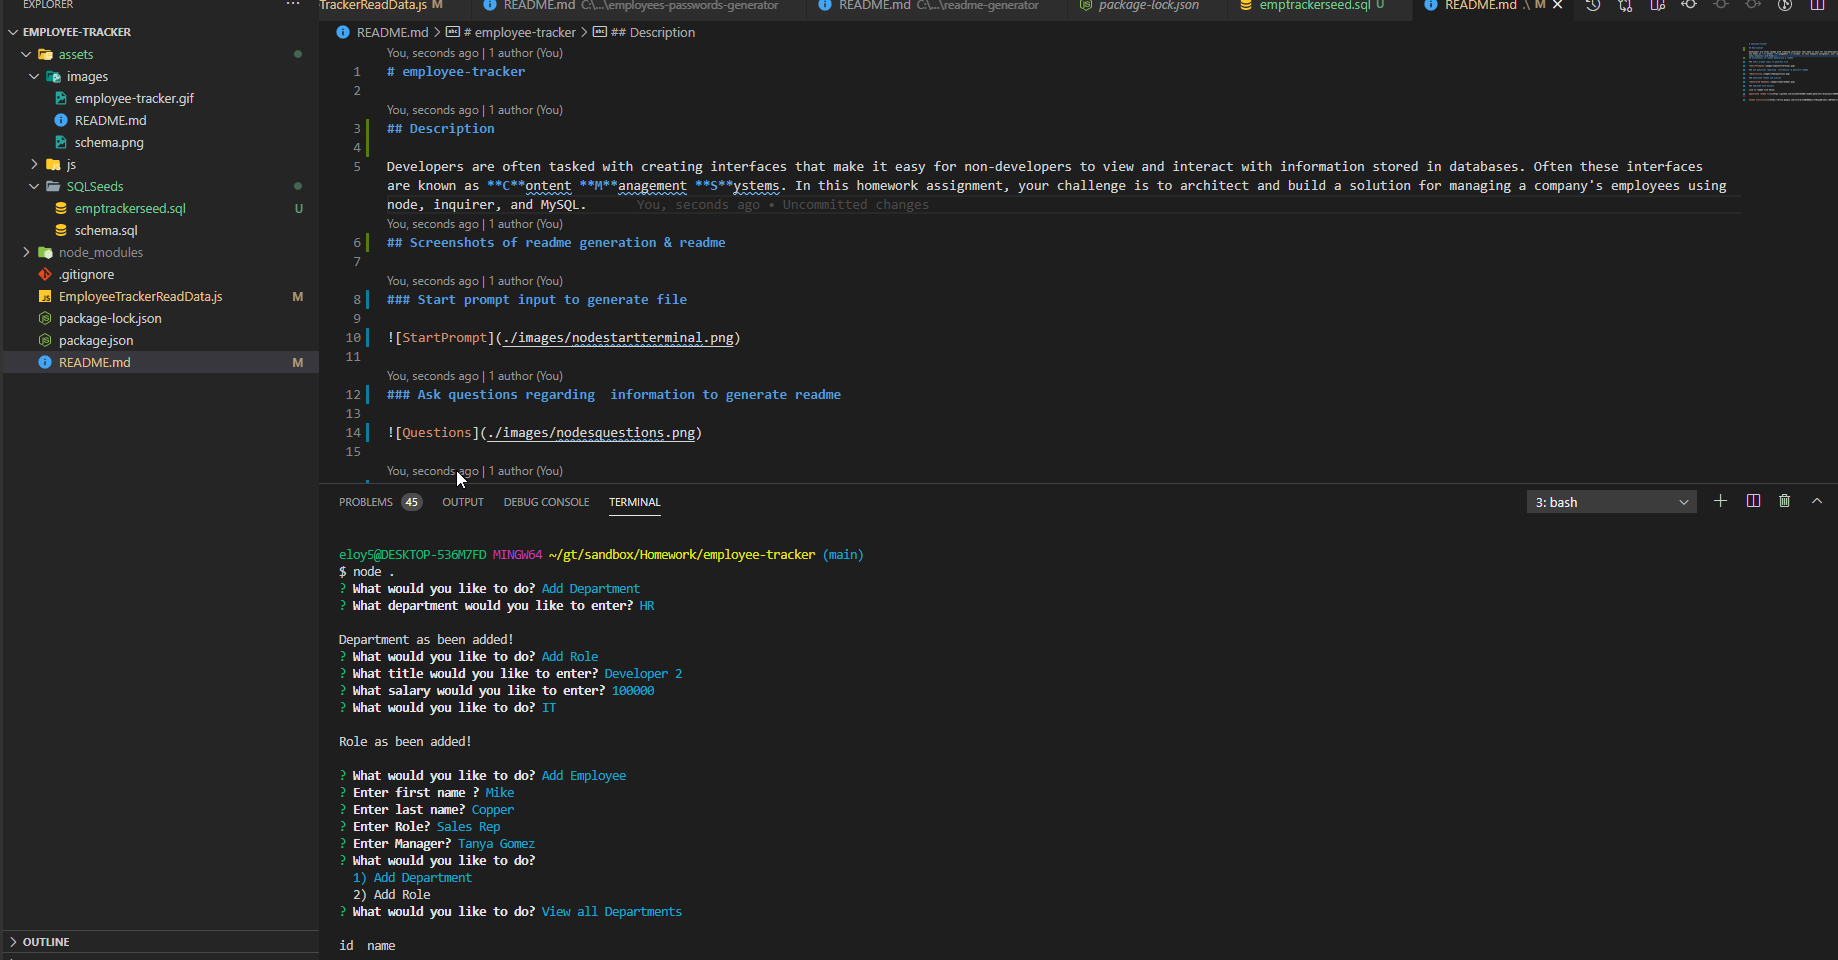 EXPLORER
···
EMPLOYEE-TRACKER
assets
images
employee-tracker.gif
README.md
schema.png
js
SQLSeeds
emptrackerseed.sql U
schema.sql
node_modules
.gitignore
JS EmployeeTrackerReadData.js M
package-lock.json
package.json
README.md M
OUTLINE
TrackerReadData.js M README.md C:\...\employees-passwords-generator README.md C:\...\readme-generator package-lock.json emptrackerseed.sql U README.md .\ M
README.md > abc # employee-tracker > abc ## Description
You, seconds ago | 1 author (You)
1 # employee-tracker
2
You, seconds ago | 1 author (You)
3 ## Description
4
5 Developers are often tasked with creating interfaces that make it easy for non-developers to view and interact with information stored in databases. Often these interfaces
are known as **C**ontent **M**anagement **S**ystems. In this homework assignment, your challenge is to architect and build a solution for managing a company's employees using
node, inquirer, and MySQL. You, seconds ago • Uncommitted changes
You, seconds ago | 1 author (You)
6 ## Screenshots of readme generation & readme
7
You, seconds ago | 1 author (You)
8 ### Start prompt input to generate file
9
10 ![StartPrompt](./images/nodestartterminal.png)
11
You, seconds ago | 1 author (You)
12 ### Ask questions regarding  information to generate readme
13
14 ![Questions](./images/nodesquestions.png)
15
You, seconds ago | 1 author (You)
PROBLEMS 45 OUTPUT DEBUG CONSOLE TERMINAL 3: bash
eloy5@DESKTOP-536M7FD MINGW64 ~/gt/sandbox/Homework/employee-tracker (main)
$ node .
? What would you like to do? Add Department
? What department would you like to enter? HR
Department as been added!
? What would you like to do? Add Role
? What title would you like to enter? Developer 2
? What salary would you like to enter? 100000
? What would you like to do? IT
Role as been added!
? What would you like to do? Add Employee
? Enter first name ? Mike
? Enter last name? Copper
? Enter Role? Sales Rep
? Enter Manager? Tanya Gomez
? What would you like to do?
1) Add Department
2) Add Role
? What would you like to do? View all Departments
id name